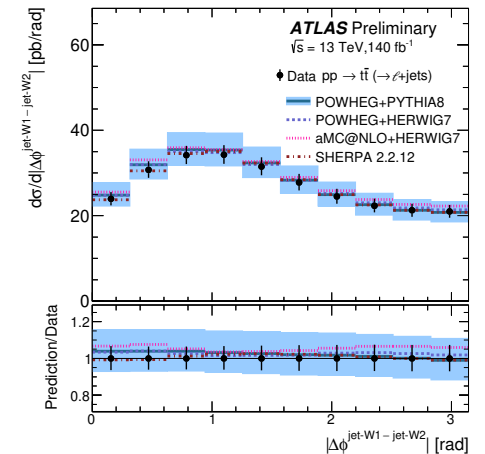 ATLAS Preliminary
√s = 13 TeV,140 fb⁻¹
Data pp → tt̄ (→ℓ+jets)
POWHEG+PYTHIA8
POWHEG+HERWIG7
aMC@NLO+HERWIG7
SHERPA 2.2.12
dσ/d|Δϕ^jet-W1 − jet-W2| [pb/rad]
60
40
20
0
Prediction/Data
1.2
1
0.8
0 1 2 3
|Δϕ^jet-W1 − jet-W2| [rad]